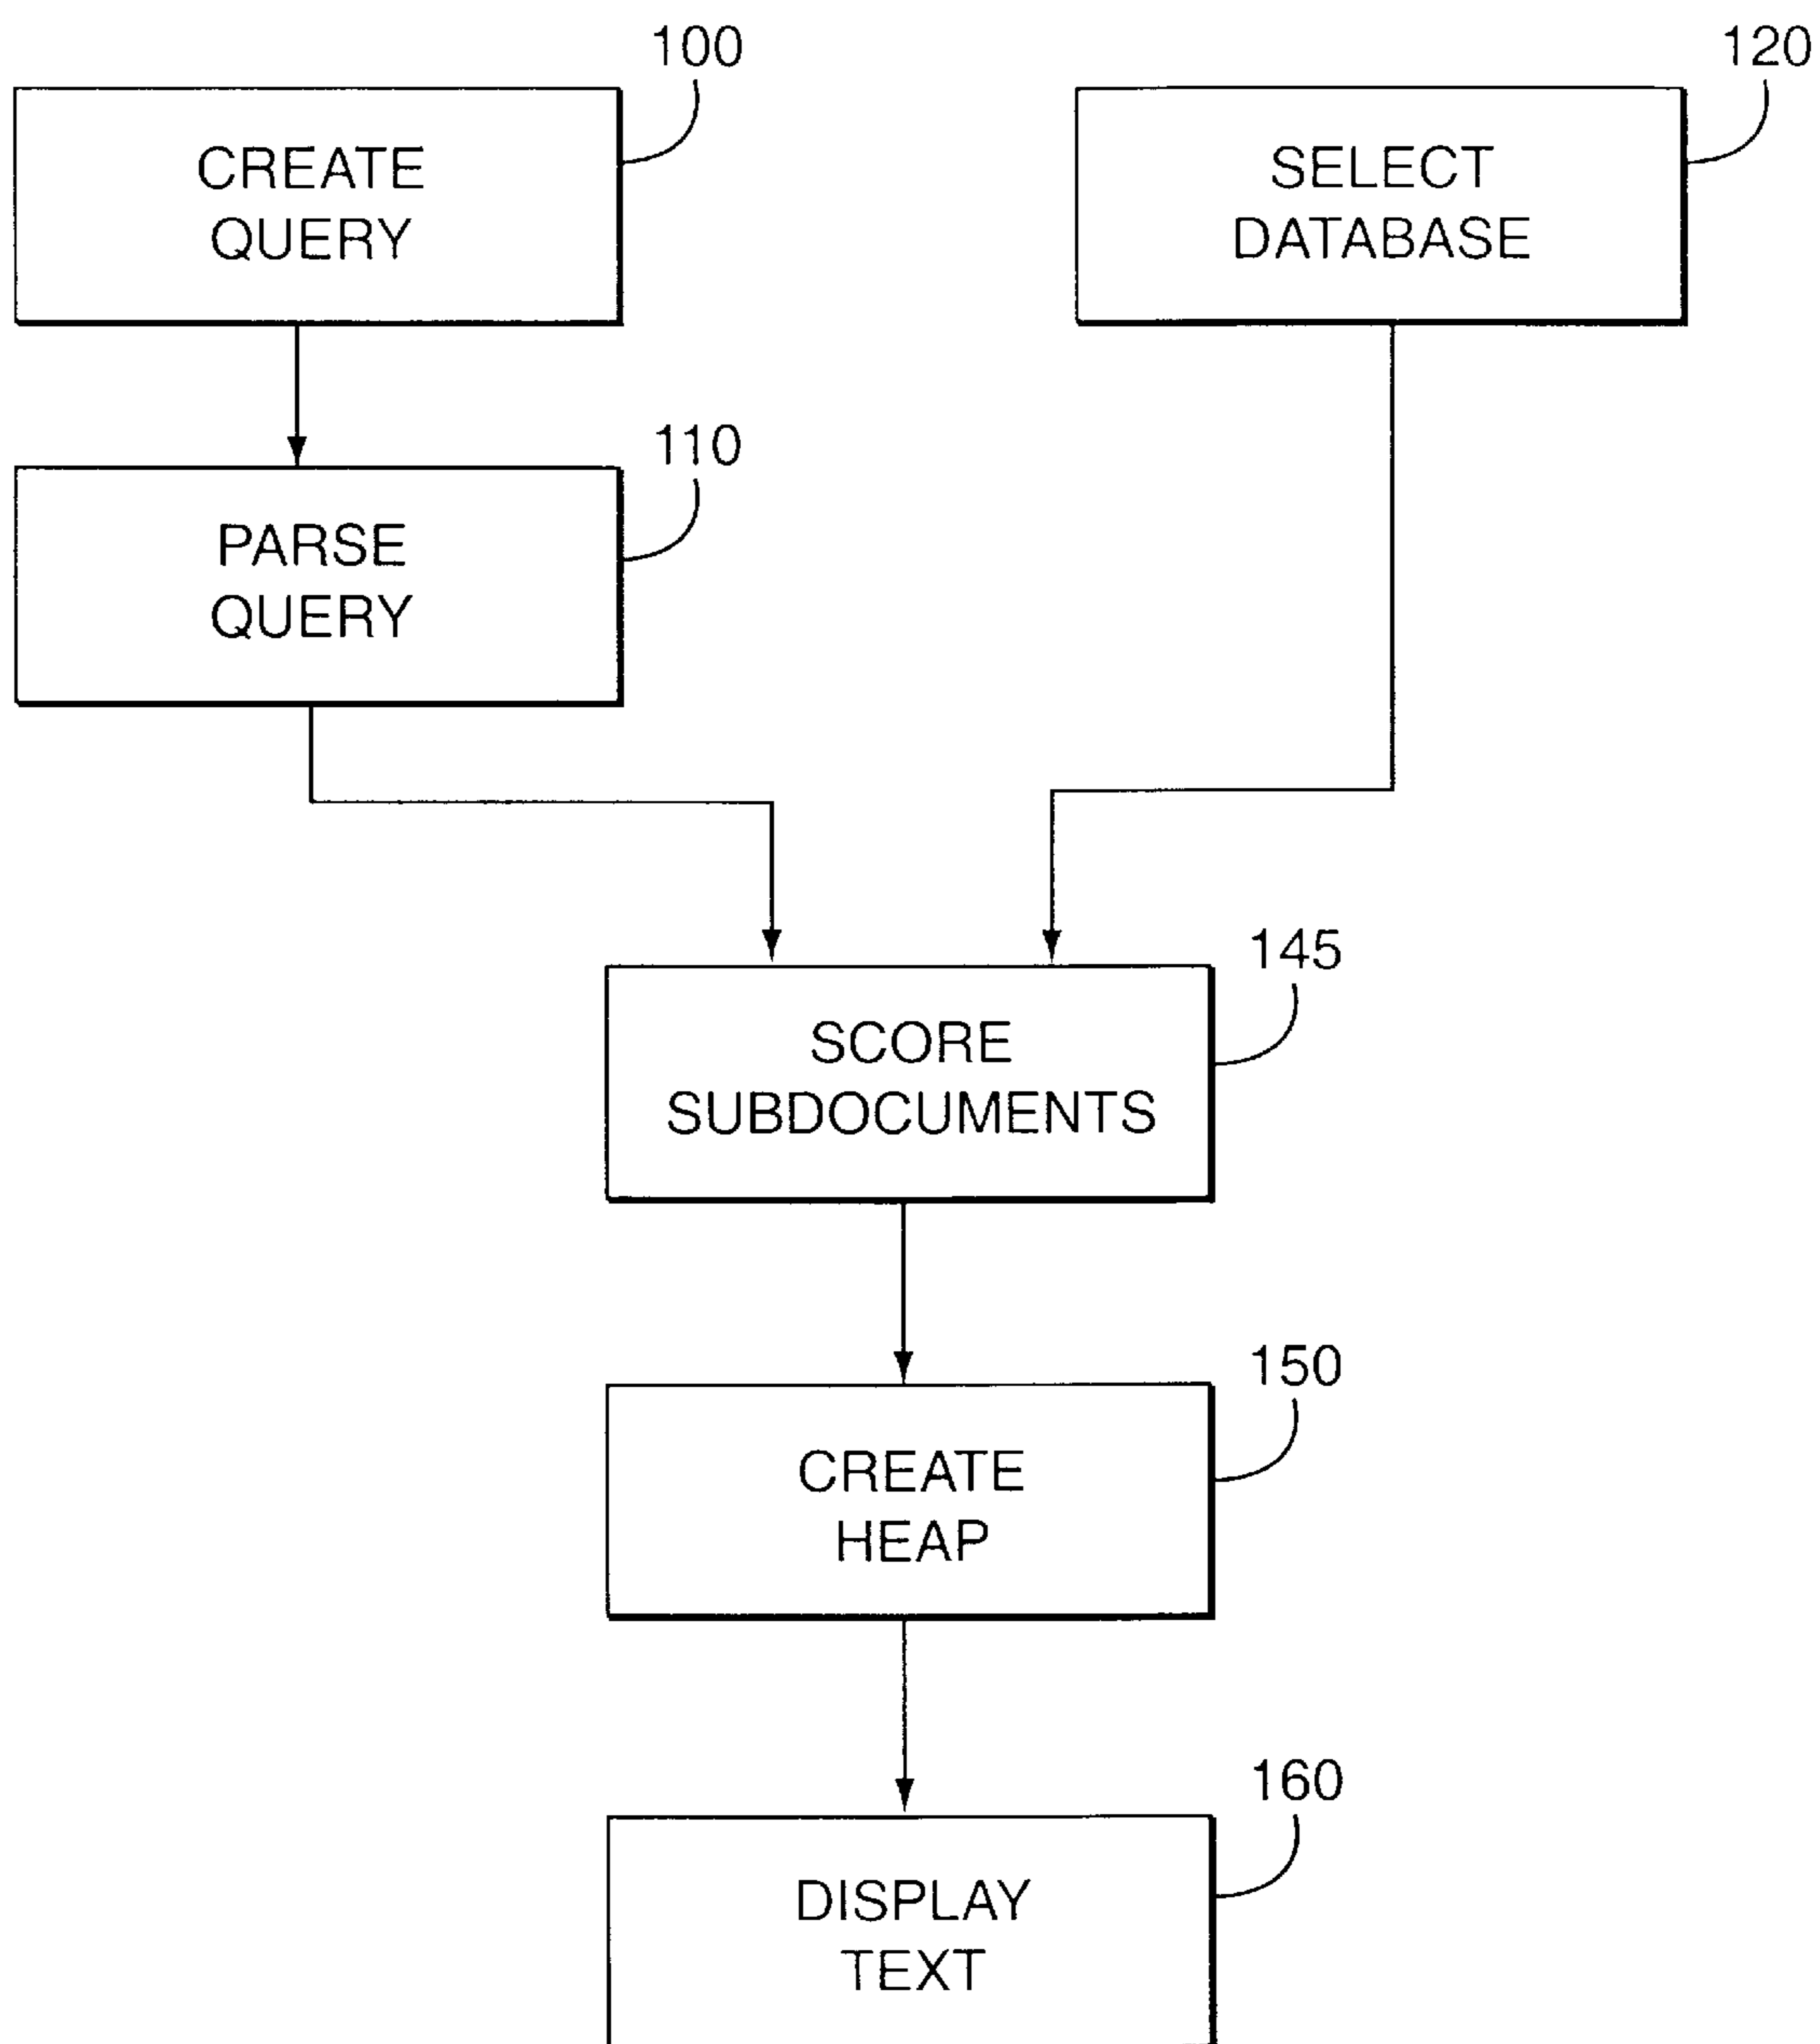 100
CREATE
QUERY
120
SELECT
DATABASE
110
PARSE
QUERY
145
SCORE
SUBDOCUMENTS
150
CREATE
HEAP
160
DISPLAY
TEXT